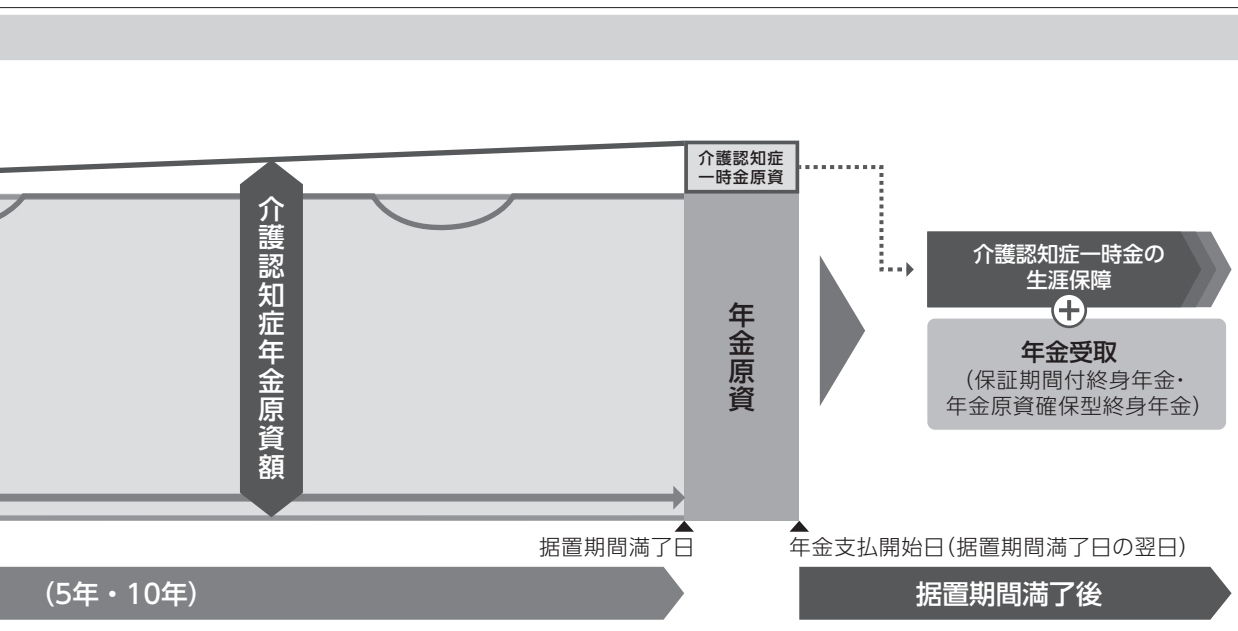 介護認知症
一時金原資
介護認知症年金原資額
年金原資
介護認知症一時金の
生涯保障
年金受取
（保証期間付終身年金・
年金原資確保型終身年金）
据置期間満了日
年金支払開始日（据置期間満了日の翌日）
（5年・10年）
据置期間満了後